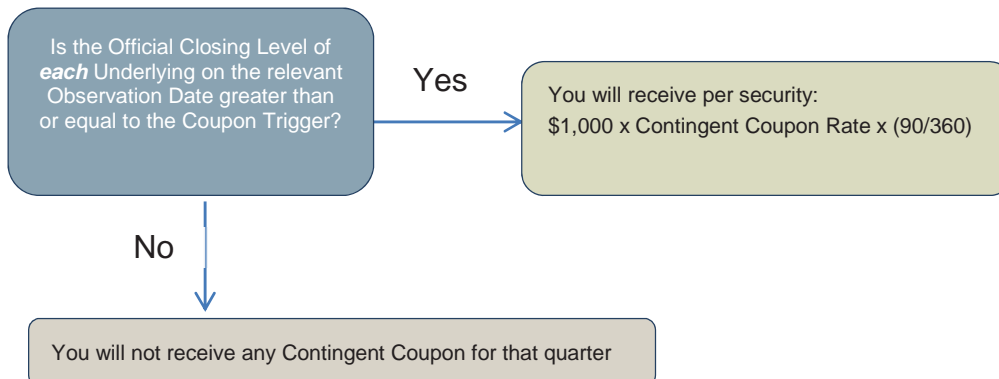 Is the Official Closing Level of
each Underlying on the relevant
Observation Date greater than
or equal to the Coupon Trigger?
Yes
You will receive per security:
$1,000 x Contingent Coupon Rate x (90/360)
No
You will not receive any Contingent Coupon for that quarter